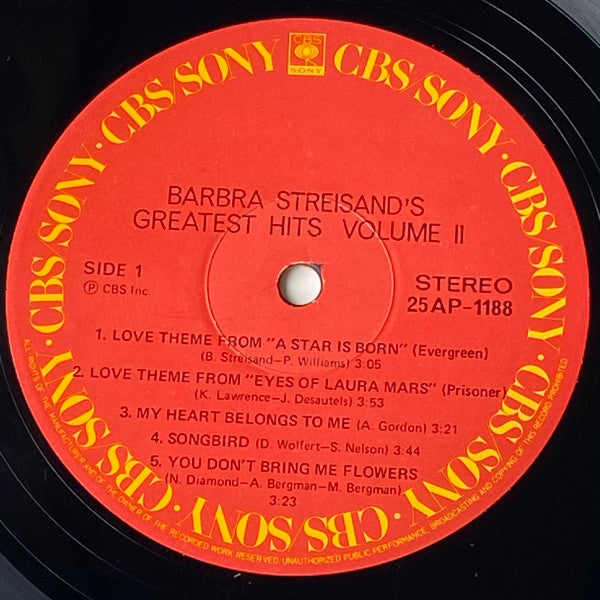 CBS
SONY
CBS/SONY · CBS/SONY · CBS/SONY · CBS/SONY · CBS/SONY · CBS/SONY · CBS/SONY · CBS/SONY
BARBRA STREISAND'S
GREATEST HITS VOLUME II
SIDE 1
Ⓟ CBS Inc.
STEREO
25AP-1188
1. LOVE THEME FROM "A STAR IS BORN" (Evergreen)
(B. Streisand-P. Williams) 3:05
2. LOVE THEME FROM "EYES OF LAURA MARS" (Prisoner)
(K. Lawrence-J. Desautels) 3:53
3. MY HEART BELONGS TO ME (A. Gordon) 3:21
4. SONGBIRD (D. Wolfert-S. Nelson) 3:44
5. YOU DON'T BRING ME FLOWERS
(N. Diamond-A. Bergman-M. Bergman)
3:23
ALL RIGHTS OF THE MANUFACTURER AND OF THE OWNER OF THE RECORDED WORK RESERVED. UNAUTHORIZED PUBLIC PERFORMANCE, BROADCASTING AND COPYING OF THIS RECORD PROHIBITED